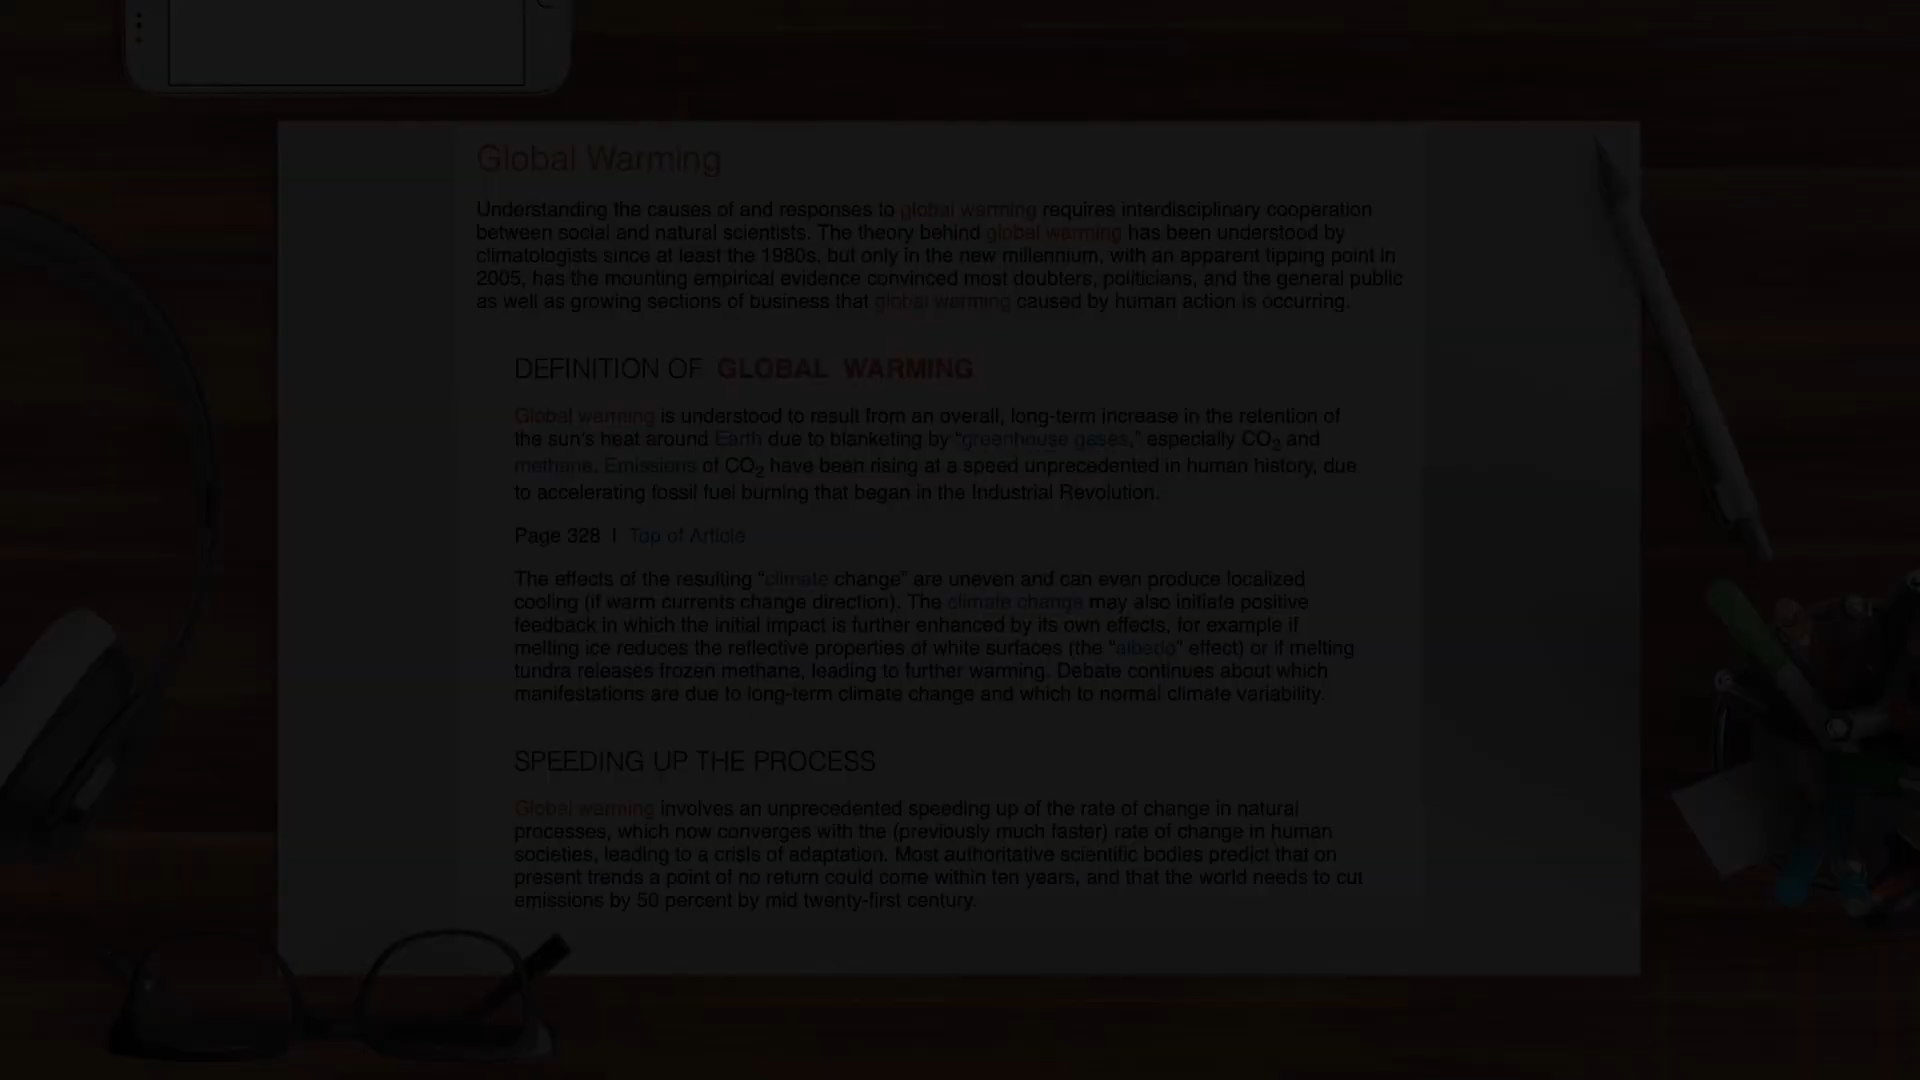 Global Warming
Understanding the causes of and responses to global warming requires interdisciplinary cooperation
between social and natural scientists. The theory behind global warming has been understood by
climatologists since at least the 1980s, but only in the new millennium, with an apparent tipping point in
2005, has the mounting empirical evidence convinced most doubters, politicians, and the general public
as well as growing sections of business that global warming caused by human action is occurring.
DEFINITION OF GLOBAL WARMING
Global warming is understood to result from an overall, long-term increase in the retention of
the sun's heat around Earth due to blanketing by “greenhouse gases,” especially CO₂ and
methane. Emissions of CO₂ have been rising at a speed unprecedented in human history, due
to accelerating fossil fuel burning that began in the Industrial Revolution.
Page 328 | Top of Article
The effects of the resulting “climate change” are uneven and can even produce localized
cooling (if warm currents change direction). The climate change may also initiate positive
feedback in which the initial impact is further enhanced by its own effects, for example if
melting ice reduces the reflective properties of white surfaces (the “albedo” effect) or if melting
tundra releases frozen methane, leading to further warming. Debate continues about which
manifestations are due to long-term climate change and which to normal climate variability.
SPEEDING UP THE PROCESS
Global warming involves an unprecedented speeding up of the rate of change in natural
processes, which now converges with the (previously much faster) rate of change in human
societies, leading to a crisis of adaptation. Most authoritative scientific bodies predict that on
present trends a point of no return could come within ten years, and that the world needs to cut
emissions by 50 percent by mid twenty-first century.